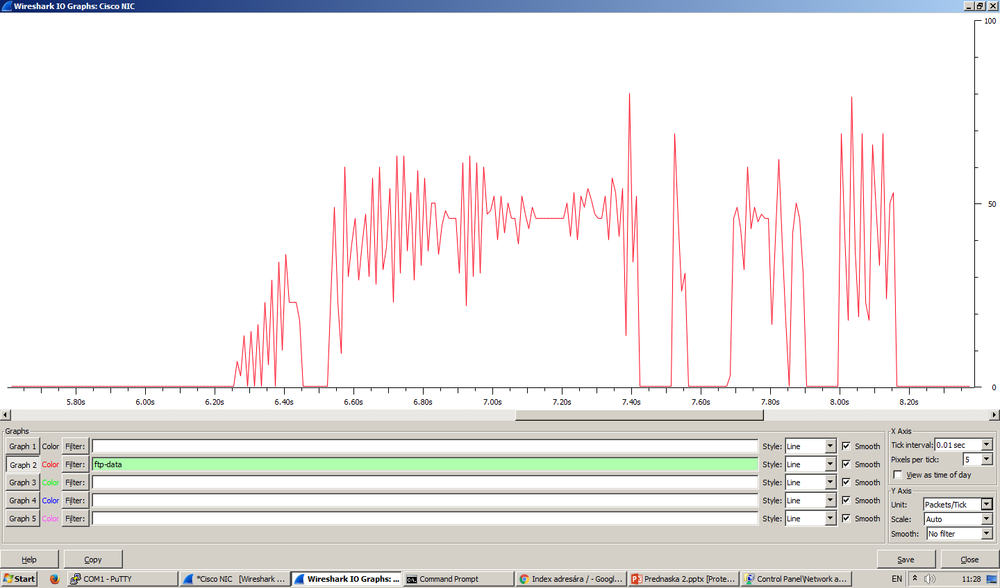 Wireshark IO Graphs: Cisco NIC
100
50
0
5.80s 6.00s 6.20s 6.40s 6.60s 6.80s 7.00s 7.20s 7.40s 7.60s 7.80s 8.00s 8.20s
Graphs
Graph 1 Color Filter: Style: Line Smooth
Graph 2 Color Filter: ftp-data Style: Line Smooth
Graph 3 Color Filter: Style: Line Smooth
Graph 4 Color Filter: Style: Line Smooth
Graph 5 Color Filter: Style: Line Smooth
X Axis
Tick interval: 0.01 sec
Pixels per tick: 5
View as time of day
Y Axis
Unit: Packets/Tick
Scale: Auto
Smooth: No filter
Help Copy Save Close
Start COM1 - PuTTY *Cisco NIC [Wireshark ... Wireshark IO Graphs: ... Command Prompt Index adresára / - Googl... Prednaska 2.pptx [Prote... Control Panel\Network a... EN 11:28